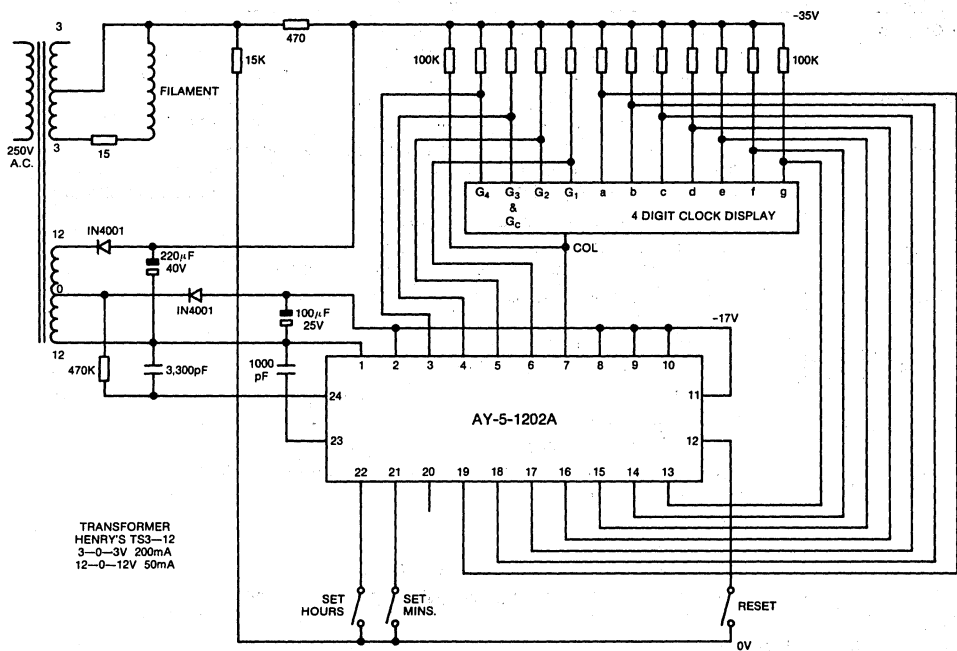 -35V
3
470
15K
100K
100K
FILAMENT
250V
A.C.
3
15
G4 G3 G2 G1 a b c d e f g
&
GC
4 DIGIT CLOCK DISPLAY
12
IN4001
220µF
40V
COL
0
IN4001
100µF
25V
-17V
12
470K
3,300pF
1000
pF
1 2 3 4 5 6 7 8 9 10
24
11
AY-5-1202A
23
12
22 21 20 19 18 17 16 15 14 13
TRANSFORMER
HENRY'S TS3—12
3—0—3V 200mA
12—0—12V 50mA
SET
HOURS
SET
MINS.
RESET
0V